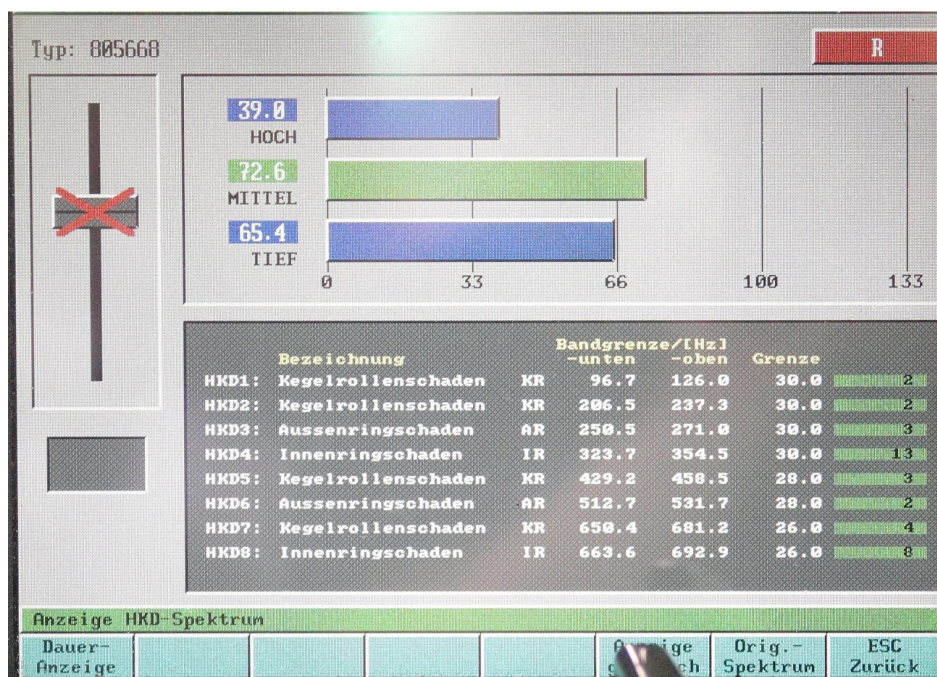 Typ: 805668
R
39.0
HOCH
72.6
MITTEL
65.4
TIEF
0 33 66 100 133
Bandgrenze/[Hz]
Bezeichnung -unten -oben Grenze
HKD1: Kegelrollenschaden KR 96.7 126.0 30.0 2
HKD2: Kegelrollenschaden KR 206.5 237.3 30.0 2
HKD3: Aussenringschaden AR 250.5 271.0 30.0 3
HKD4: Innenringschaden IR 323.7 354.5 30.0 13
HKD5: Kegelrollenschaden KR 429.2 458.5 28.0 3
HKD6: Aussenringschaden AR 512.7 531.7 28.0 2
HKD7: Kegelrollenschaden KR 650.4 681.2 26.0 4
HKD8: Innenringschaden IR 663.6 692.9 26.0 8
Anzeige HKD-Spektrum
Dauer- Orig.- ESC
Anzeige Spektrum Zurück